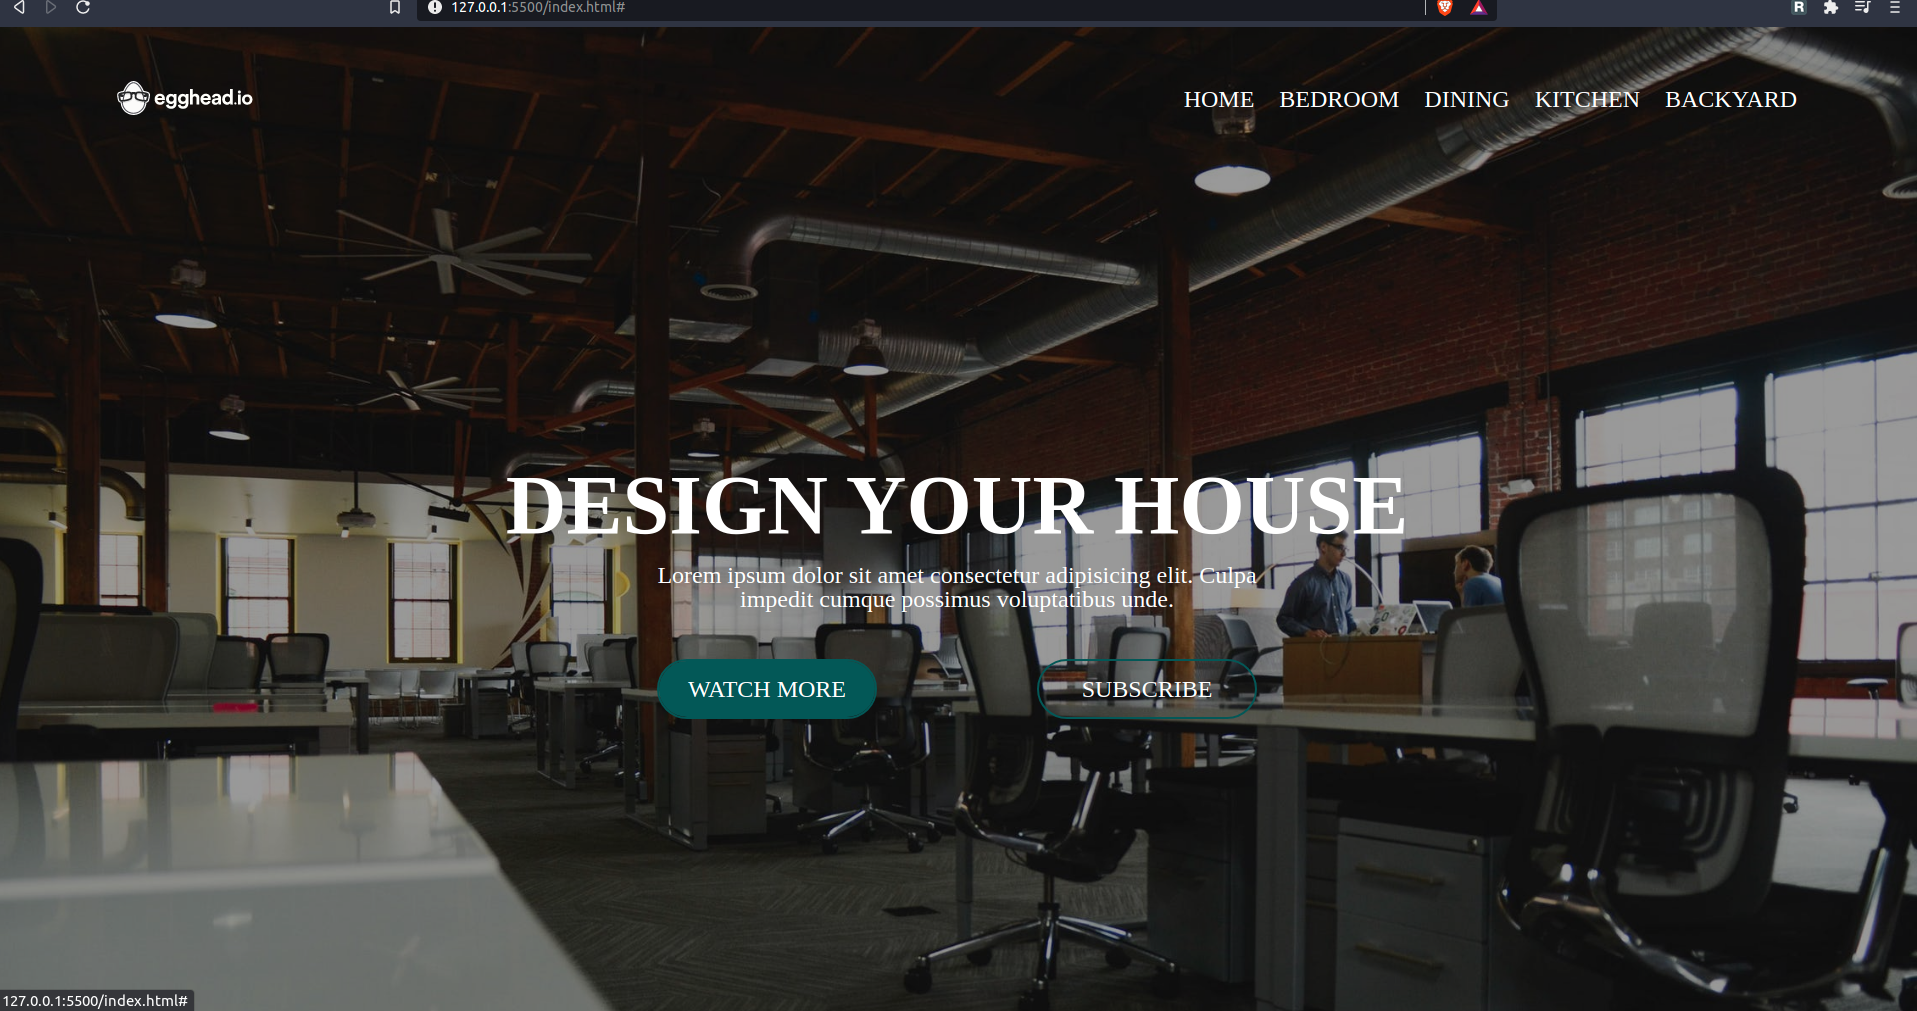 127.0.0.1:5500/index.html#
egghead.io
HOME BEDROOM DINING KITCHEN BACKYARD
DESIGN YOUR HOUSE
Lorem ipsum dolor sit amet consectetur adipisicing elit. Culpa
impedit cumque possimus voluptatibus unde.
WATCH MORE SUBSCRIBE
127.0.0.1:5500/index.html#